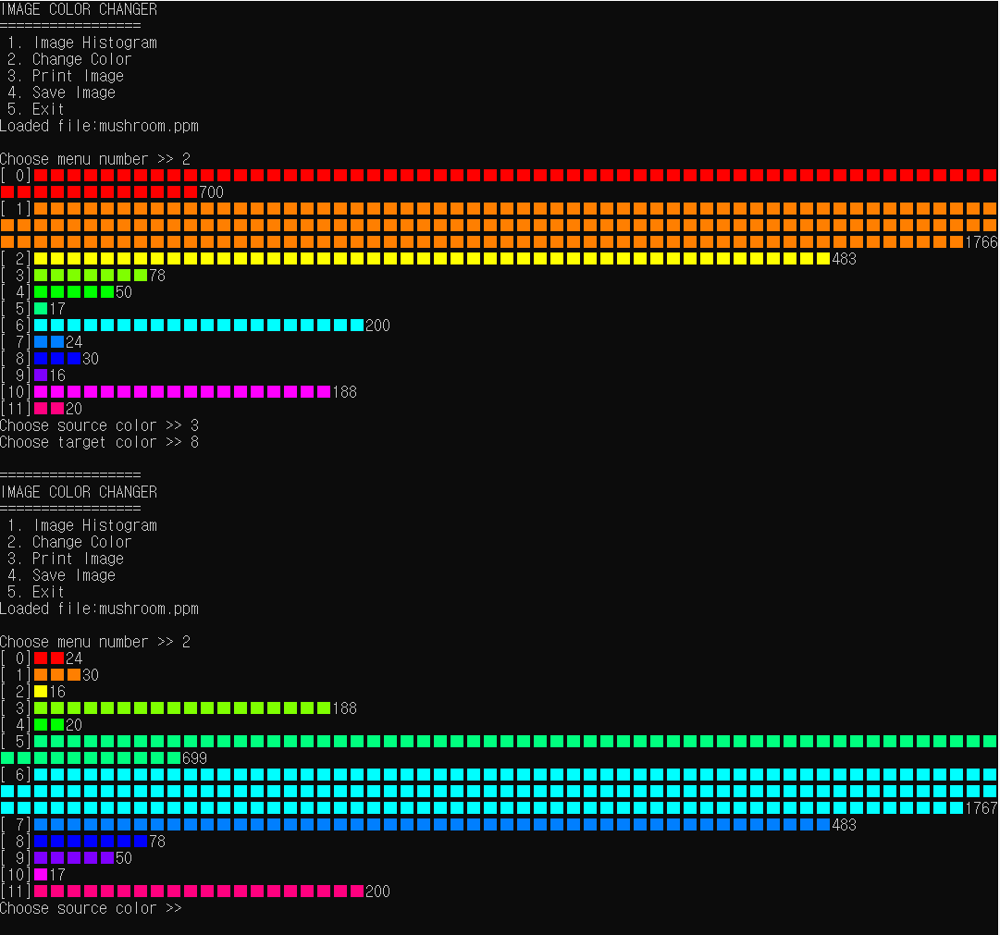 IMAGE COLOR CHANGER
=================
1. Image Histogram
2. Change Color
3. Print Image
4. Save Image
5. Exit
Loaded file:mushroom.ppm
Choose menu number >> 2
[ 0]
700
[ 1]
1766
[ 2] 483
[ 3] 78
[ 4] 50
[ 5] 17
[ 6] 200
[ 7] 24
[ 8] 30
[ 9] 16
[10] 188
[11] 20
Choose source color >> 3
Choose target color >> 8
=================
IMAGE COLOR CHANGER
=================
1. Image Histogram
2. Change Color
3. Print Image
4. Save Image
5. Exit
Loaded file:mushroom.ppm
Choose menu number >> 2
[ 0] 24
[ 1] 30
[ 2] 16
[ 3] 188
[ 4] 20
[ 5]
699
[ 6]
1767
[ 7] 483
[ 8] 78
[ 9] 50
[10] 17
[11] 200
Choose source color >>